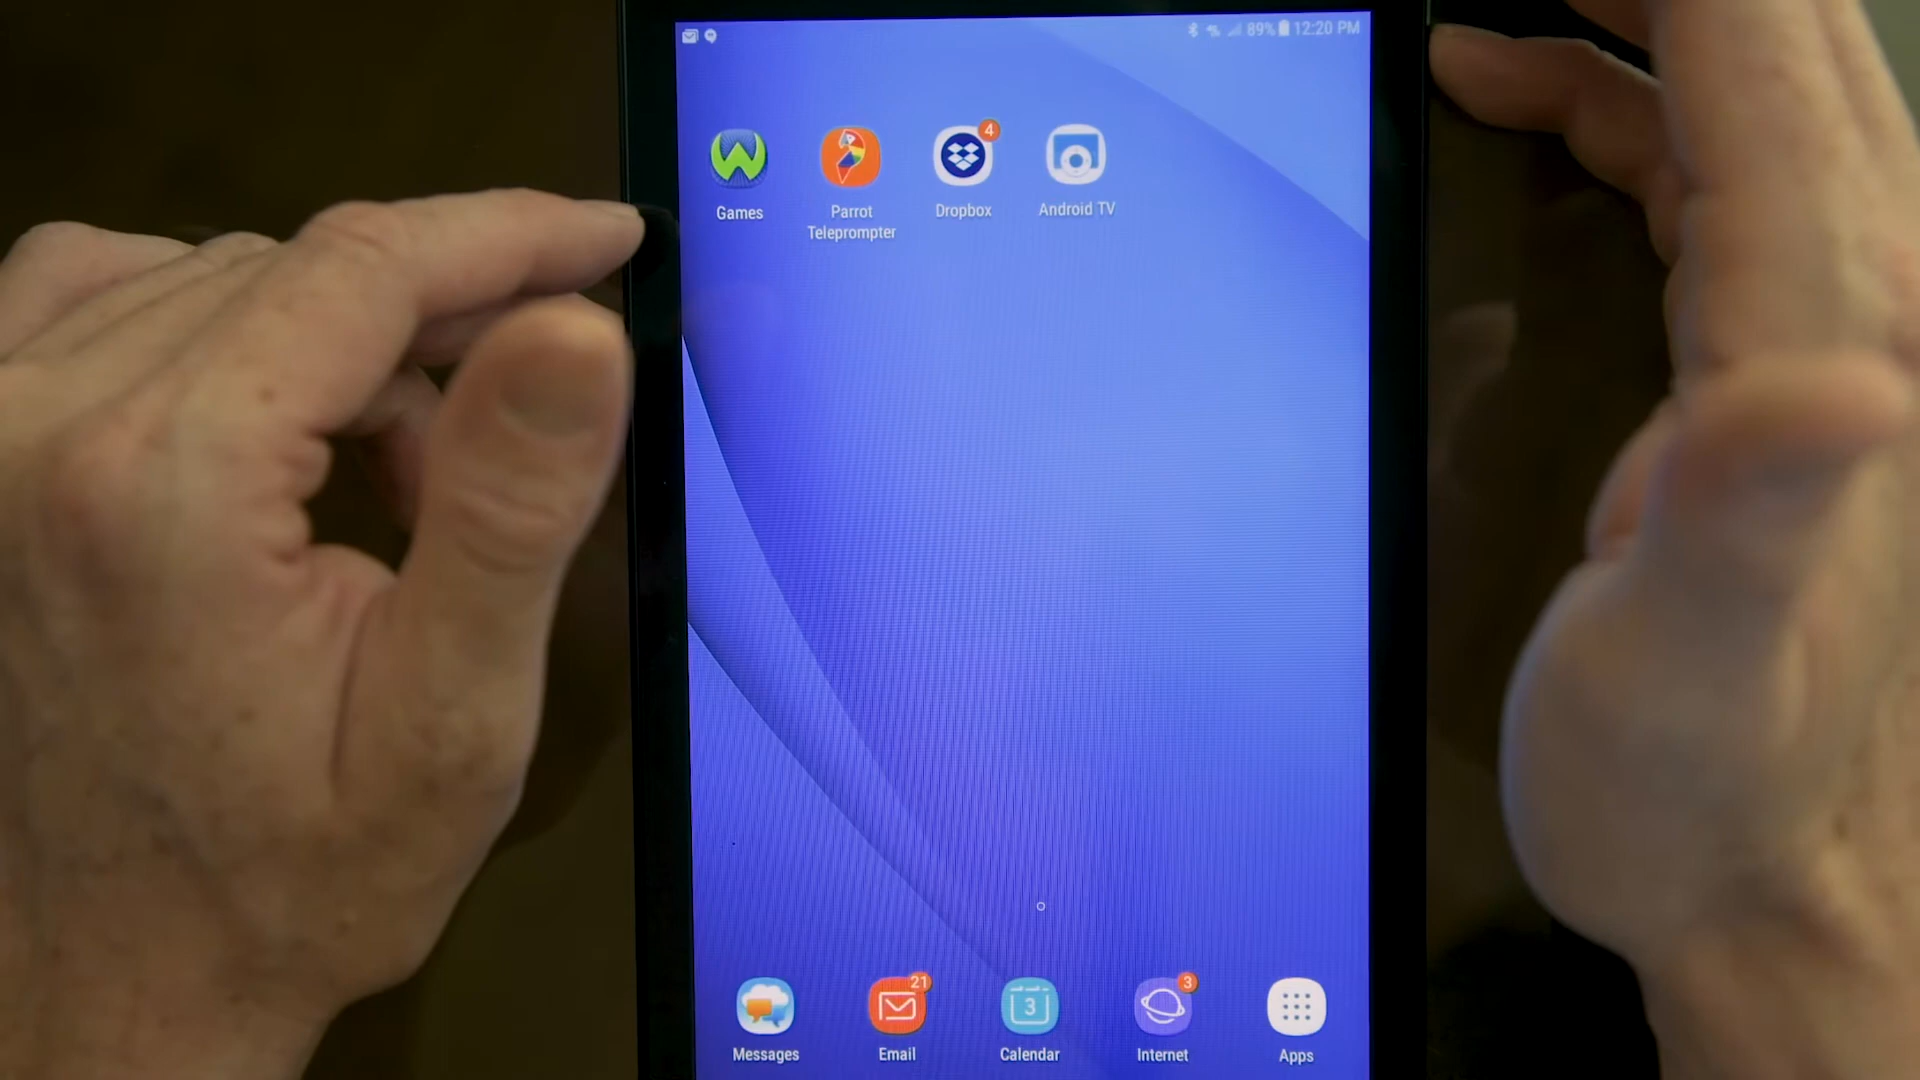 89% 12:20 PM
4
Games
Parrot
Teleprompter
Dropbox
Android TV
21
3
3
Messages
Email
Calendar
Internet
Apps